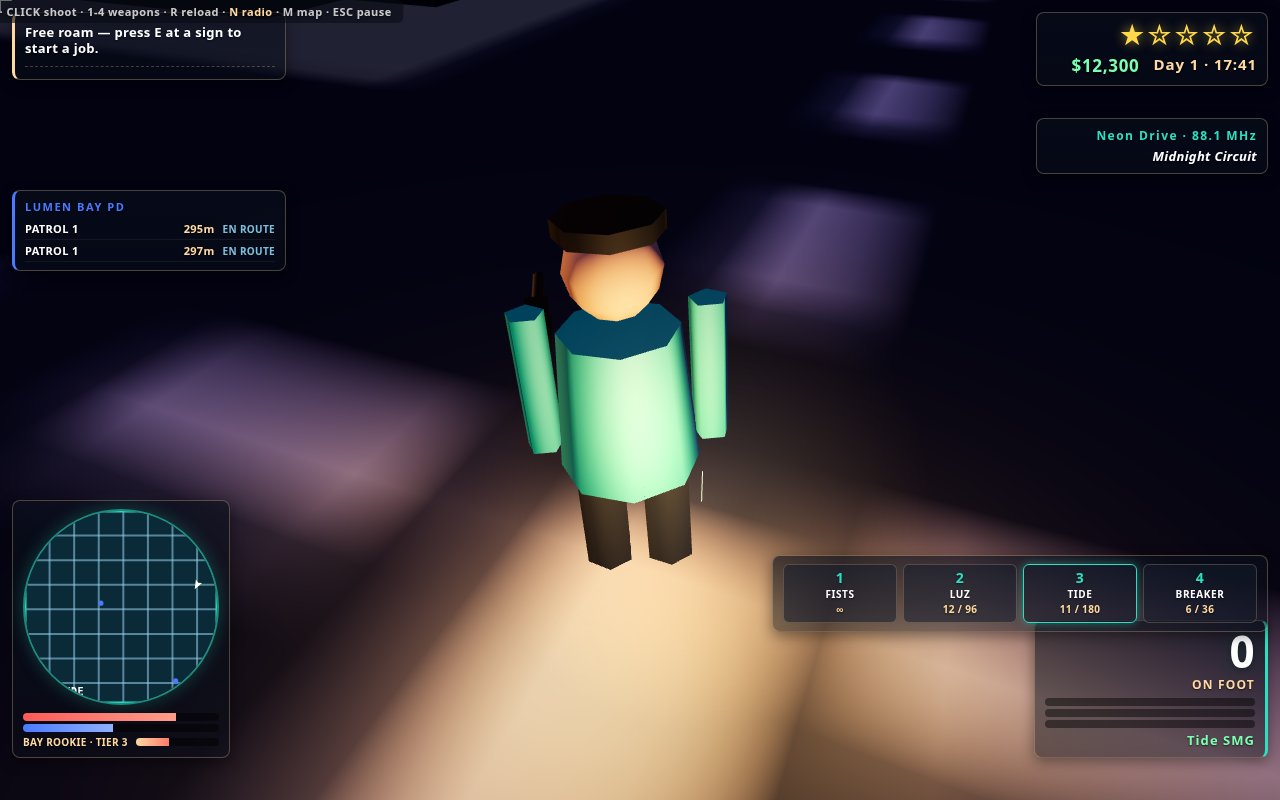 CLICK shoot · 1-4 weapons · R reload · N radio · M map · ESC pause
Free roam — press E at a sign to
start a job.
$12,300 Day 1 · 17:41
Neon Drive · 88.1 MHz
Midnight Circuit
LUMEN BAY PD
PATROL 1 295m EN ROUTE
PATROL 1 297m EN ROUTE
1 2 3 4
FISTS LUZ TIDE BREAKER
∞ 12 / 96 11 / 180 6 / 36
0
ON FOOT
Tide SMG
BAY ROOKIE · TIER 3